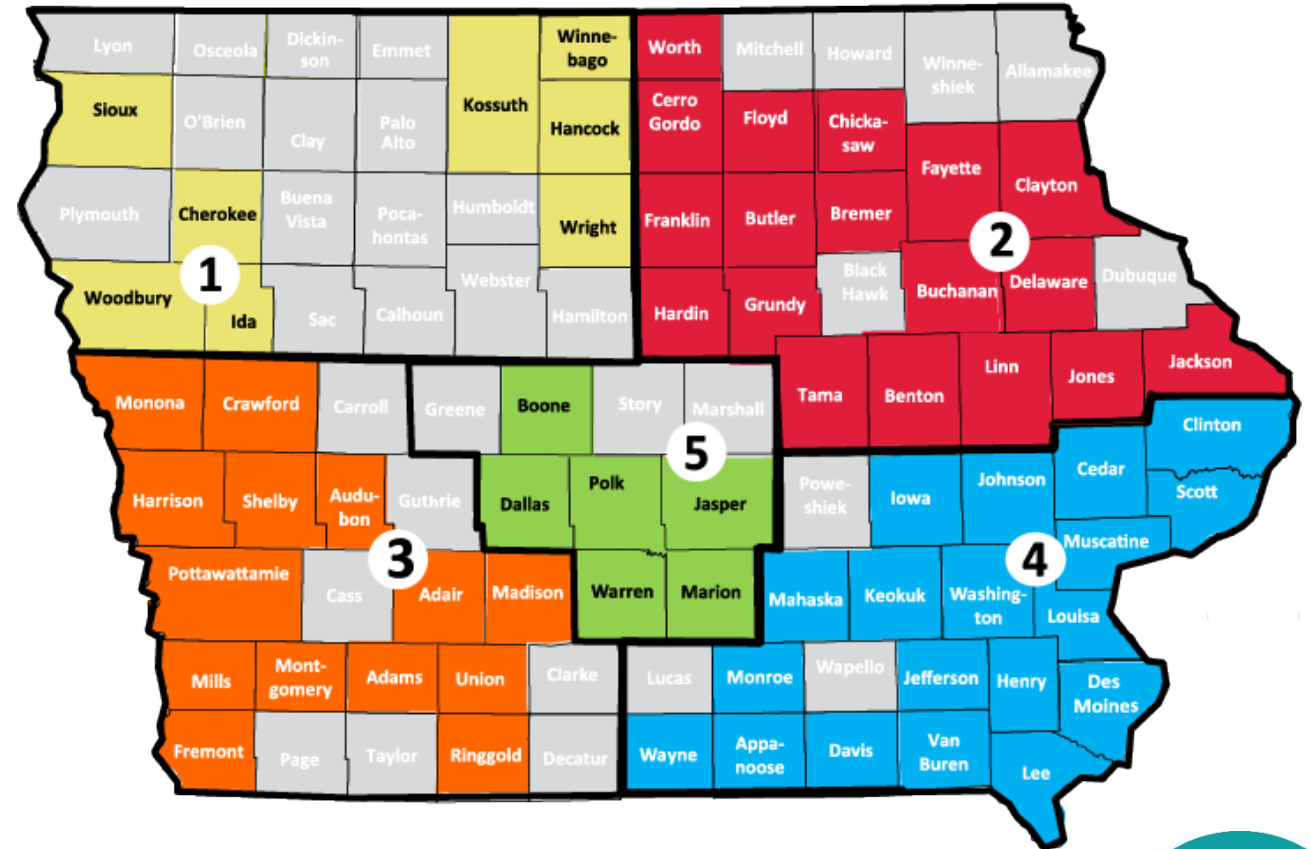 Lyon
Osceola
Dickin-
son
Emmet
Kossuth
Winne-
bago
Worth
Mitchell
Howard
Winne-
shiek
Allamakee
Sioux
O'Brien
Clay
Palo
Alto
Hancock
Cerro
Gordo
Floyd
Chicka-
saw
Fayette
Clayton
Plymouth
Cherokee
Buena
Vista
Poca-
hontas
Humboldt
Wright
Franklin
Butler
Bremer
2
1
Woodbury
Ida
Sac
Calhoun
Webster
Hamilton
Hardin
Grundy
Black
Hawk
Buchanan
Delaware
Dubuque
Monona
Crawford
Carroll
Greene
Boone
Story
Marshall
Tama
Benton
Linn
Jones
Jackson
5
Harrison
Shelby
Audu-
bon
Guthrie
Dallas
Polk
Jasper
Powe-
shiek
Iowa
Johnson
Cedar
Clinton
Scott
Muscatine
3
4
Pottawattamie
Cass
Adair
Madison
Warren
Marion
Mahaska
Keokuk
Washing-
ton
Louisa
Mills
Mont-
gomery
Adams
Union
Clarke
Lucas
Monroe
Wapello
Jefferson
Henry
Des
Moines
Fremont
Page
Taylor
Ringgold
Decatur
Wayne
Appa-
noose
Davis
Van
Buren
Lee